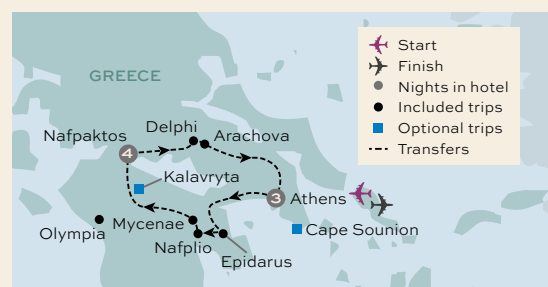 GREECE
Start
Finish
Nights in hotel
Included trips
Optional trips
Transfers
Nafpaktos
Delphi
Arachova
4
Kalavryta
3
Athens
Olympia
Mycenae
Nafplio
Cape Sounion
Epidarus